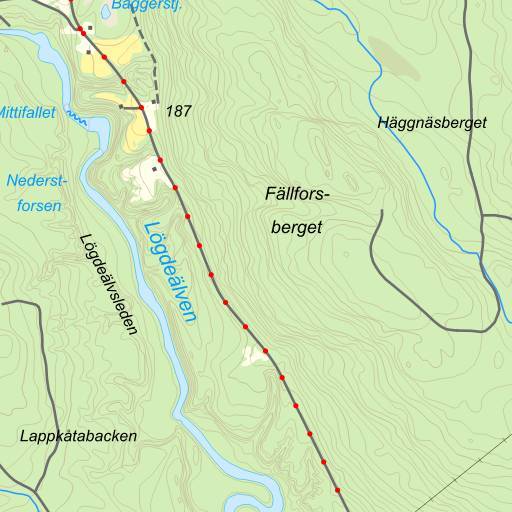 Baggerstj.
Mittifallet
187
Häggnäsberget
Nederst-
forsen
Fällfors-
berget
Lögdeälven
Lögdeälvsleden
Lappkåtabacken